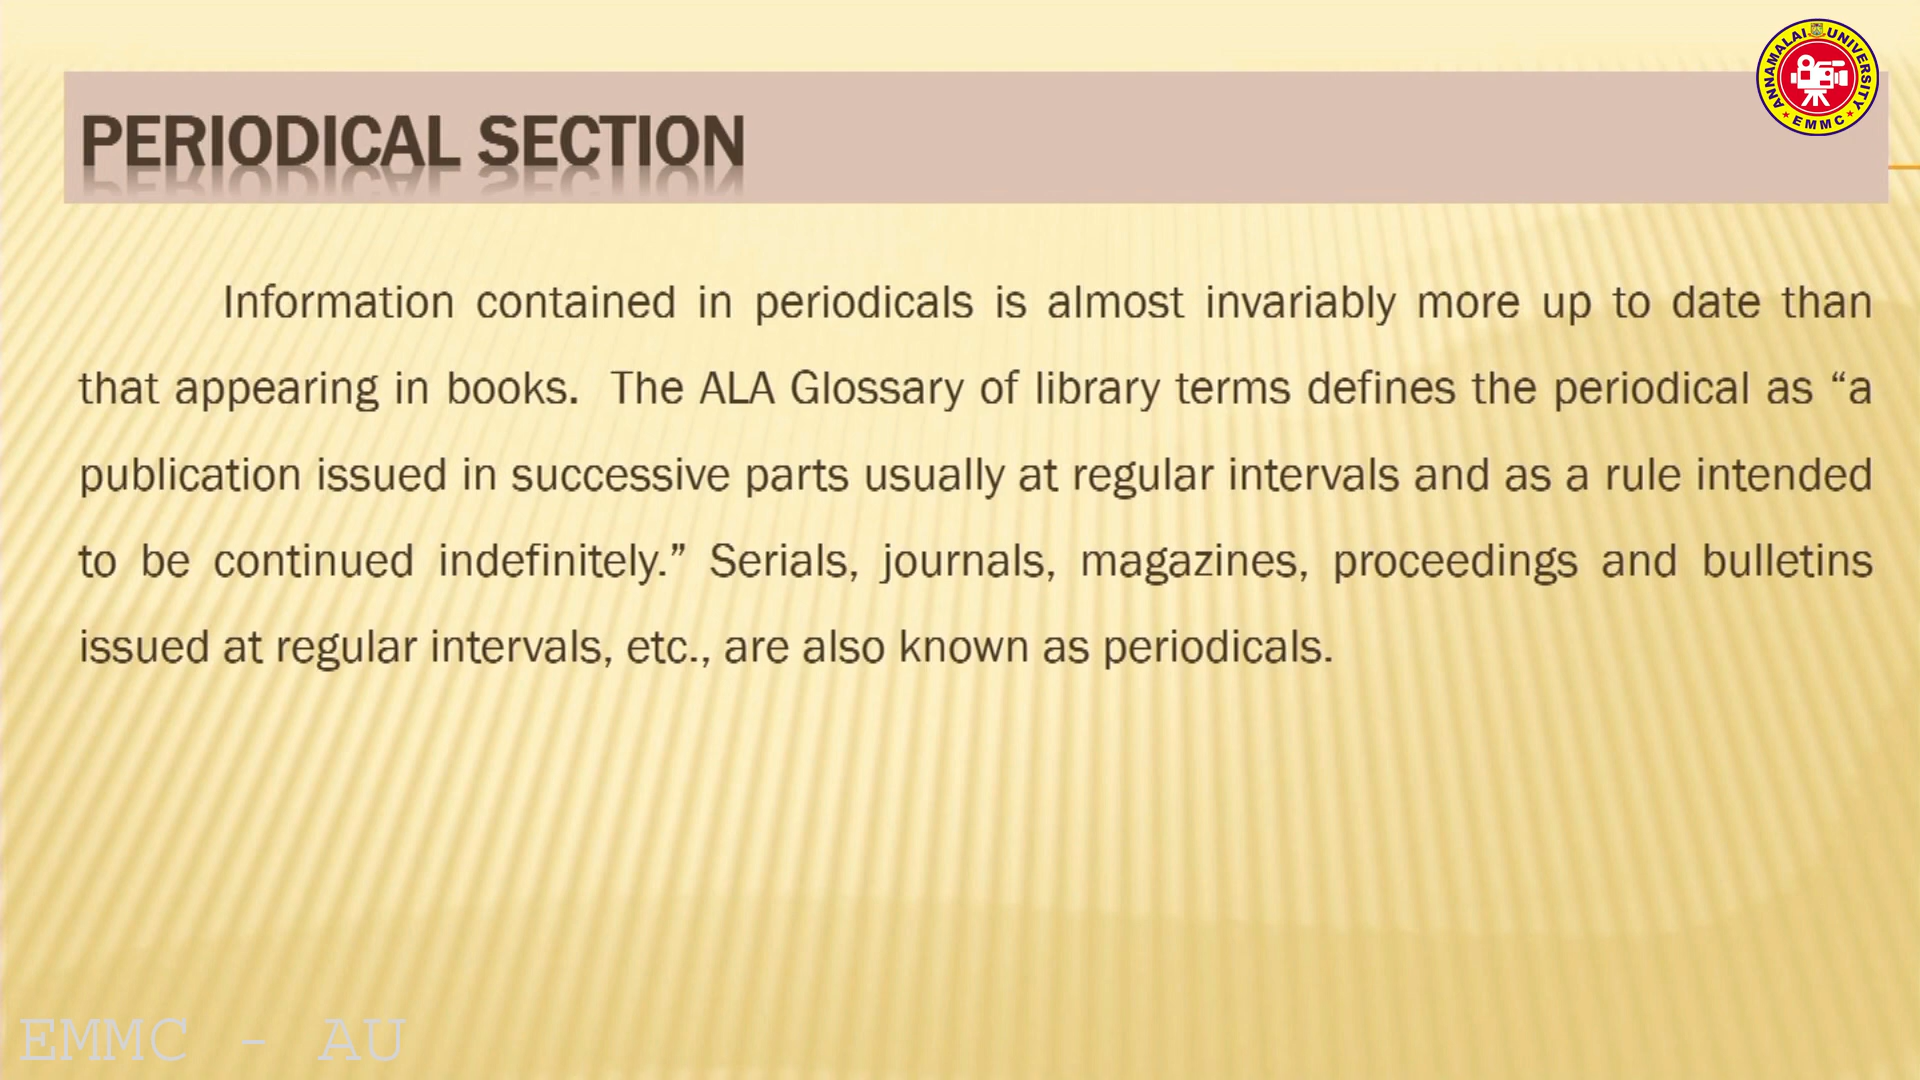 ANNAMALAI UNIVERSITY
EMMC
PERIODICAL SECTION
Information contained in periodicals is almost invariably more up to date than
that appearing in books. The ALA Glossary of library terms defines the periodical as “a
publication issued in successive parts usually at regular intervals and as a rule intended
to be continued indefinitely.” Serials, journals, magazines, proceedings and bulletins
issued at regular intervals, etc., are also known as periodicals.
EMMC - AU